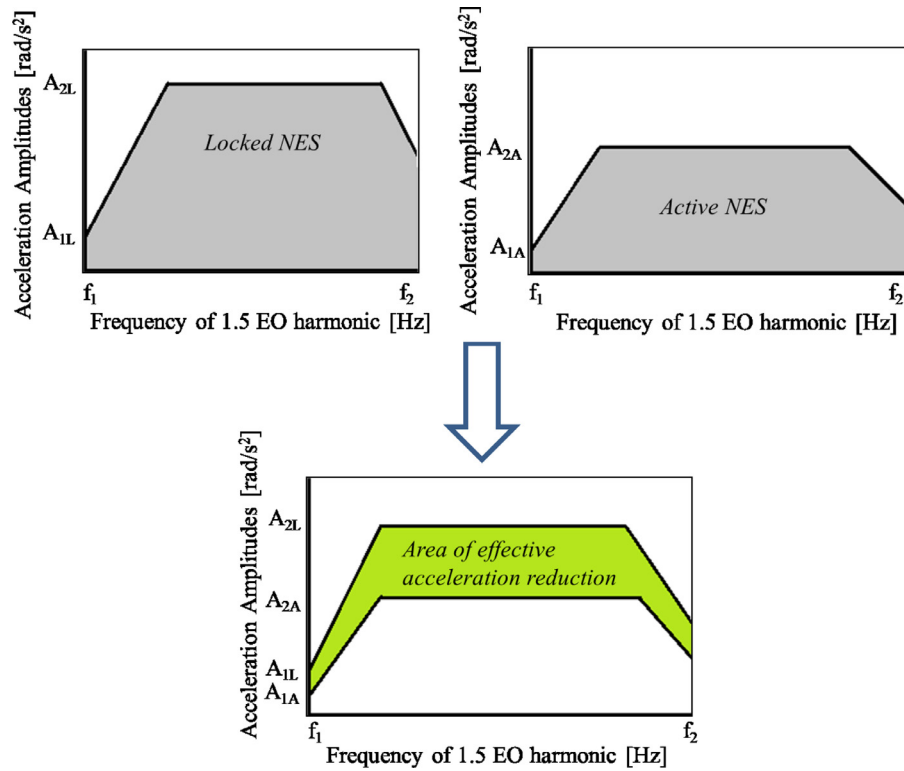 Acceleration Amplitudes [rad/s²]
A2L
Locked NES
A1L
f1
f2
Frequency of 1.5 EO harmonic [Hz]
Acceleration Amplitudes [rad/s²]
A2A
Active NES
A1A
f1
f2
Frequency of 1.5 EO harmonic [Hz]
Acceleration Amplitudes [rad/s²]
A2L
Area of effective
acceleration reduction
A2A
A1L
A1A
f1
f2
Frequency of 1.5 EO harmonic [Hz]